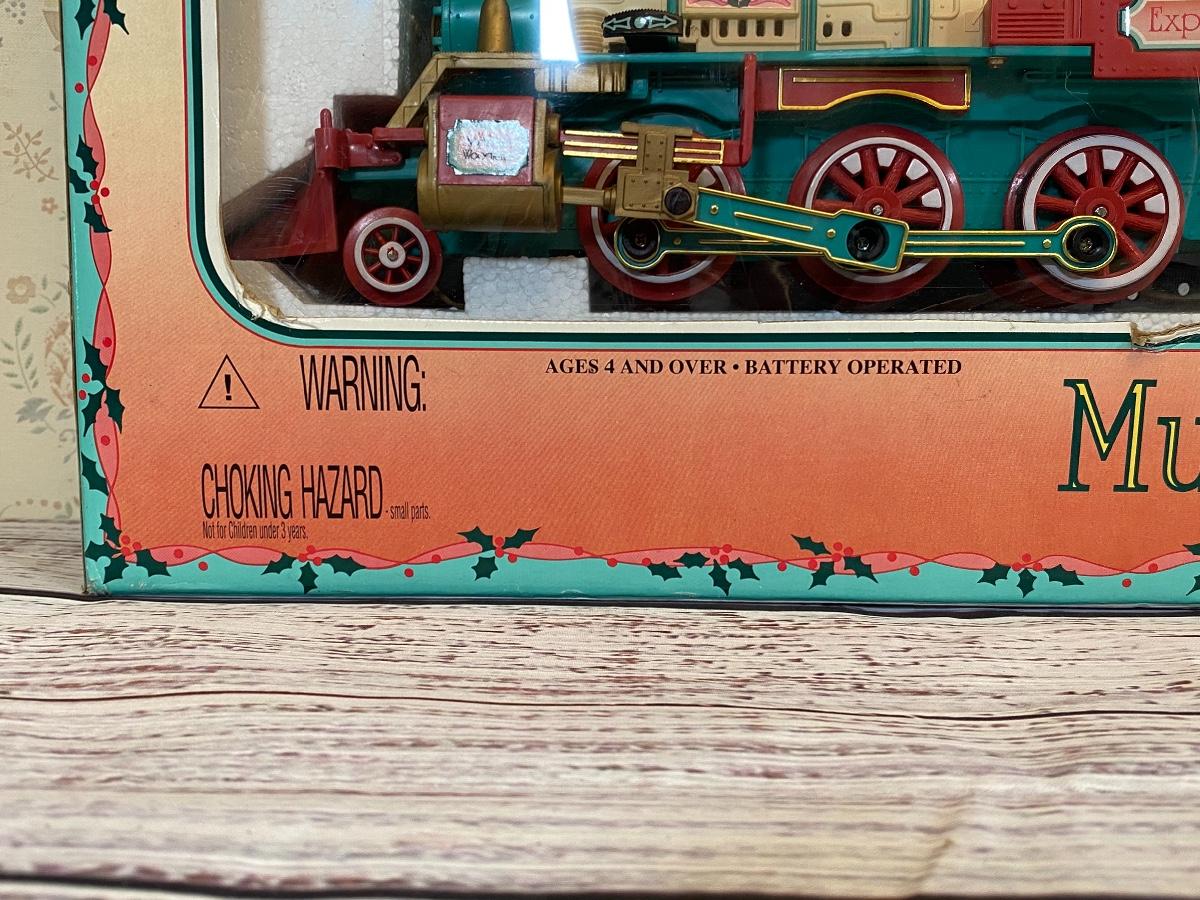 Exp
WARNING:
AGES 4 AND OVER • BATTERY OPERATED
Mu
CHOKING HAZARD - small parts.
Not for Children under 3 years.